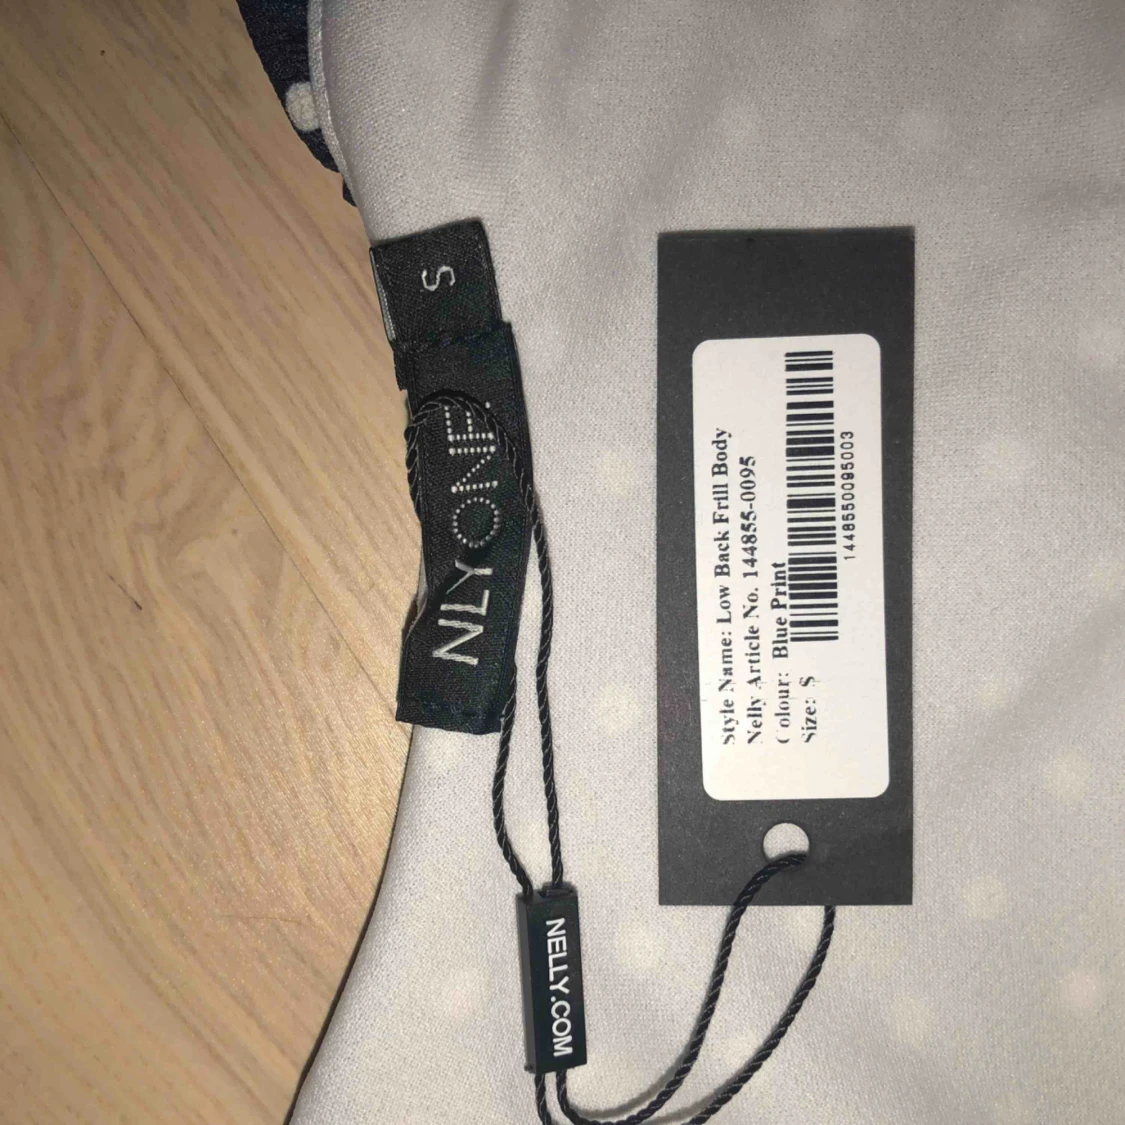 S
NLY ONE.
Style Name: Low Back Frill Body
Nelly Article No. 144855-0095
Colour: Blue Print
Size: S
1448550095003
NELLY.COM